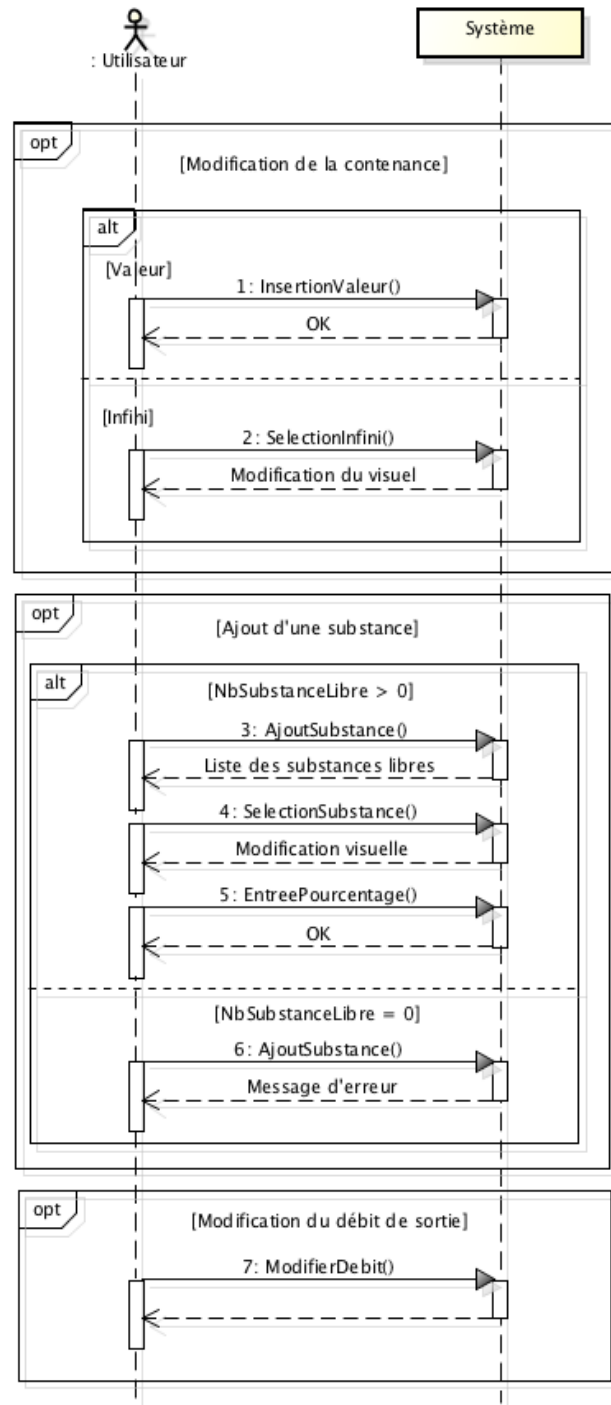 : Utilisateur
Système
opt
[Modification de la contenance]
alt
[Valeur]
1: InsertionValeur()
OK
[Infini]
2: SelectionInfini()
Modification du visuel
opt
[Ajout d'une substance]
alt
[NbSubstanceLibre > 0]
3: AjoutSubstance()
Liste des substances libres
4: SelectionSubstance()
Modification visuelle
5: EntreePourcentage()
OK
[NbSubstanceLibre = 0]
6: AjoutSubstance()
Message d'erreur
opt
[Modification du débit de sortie]
7: ModifierDebit()